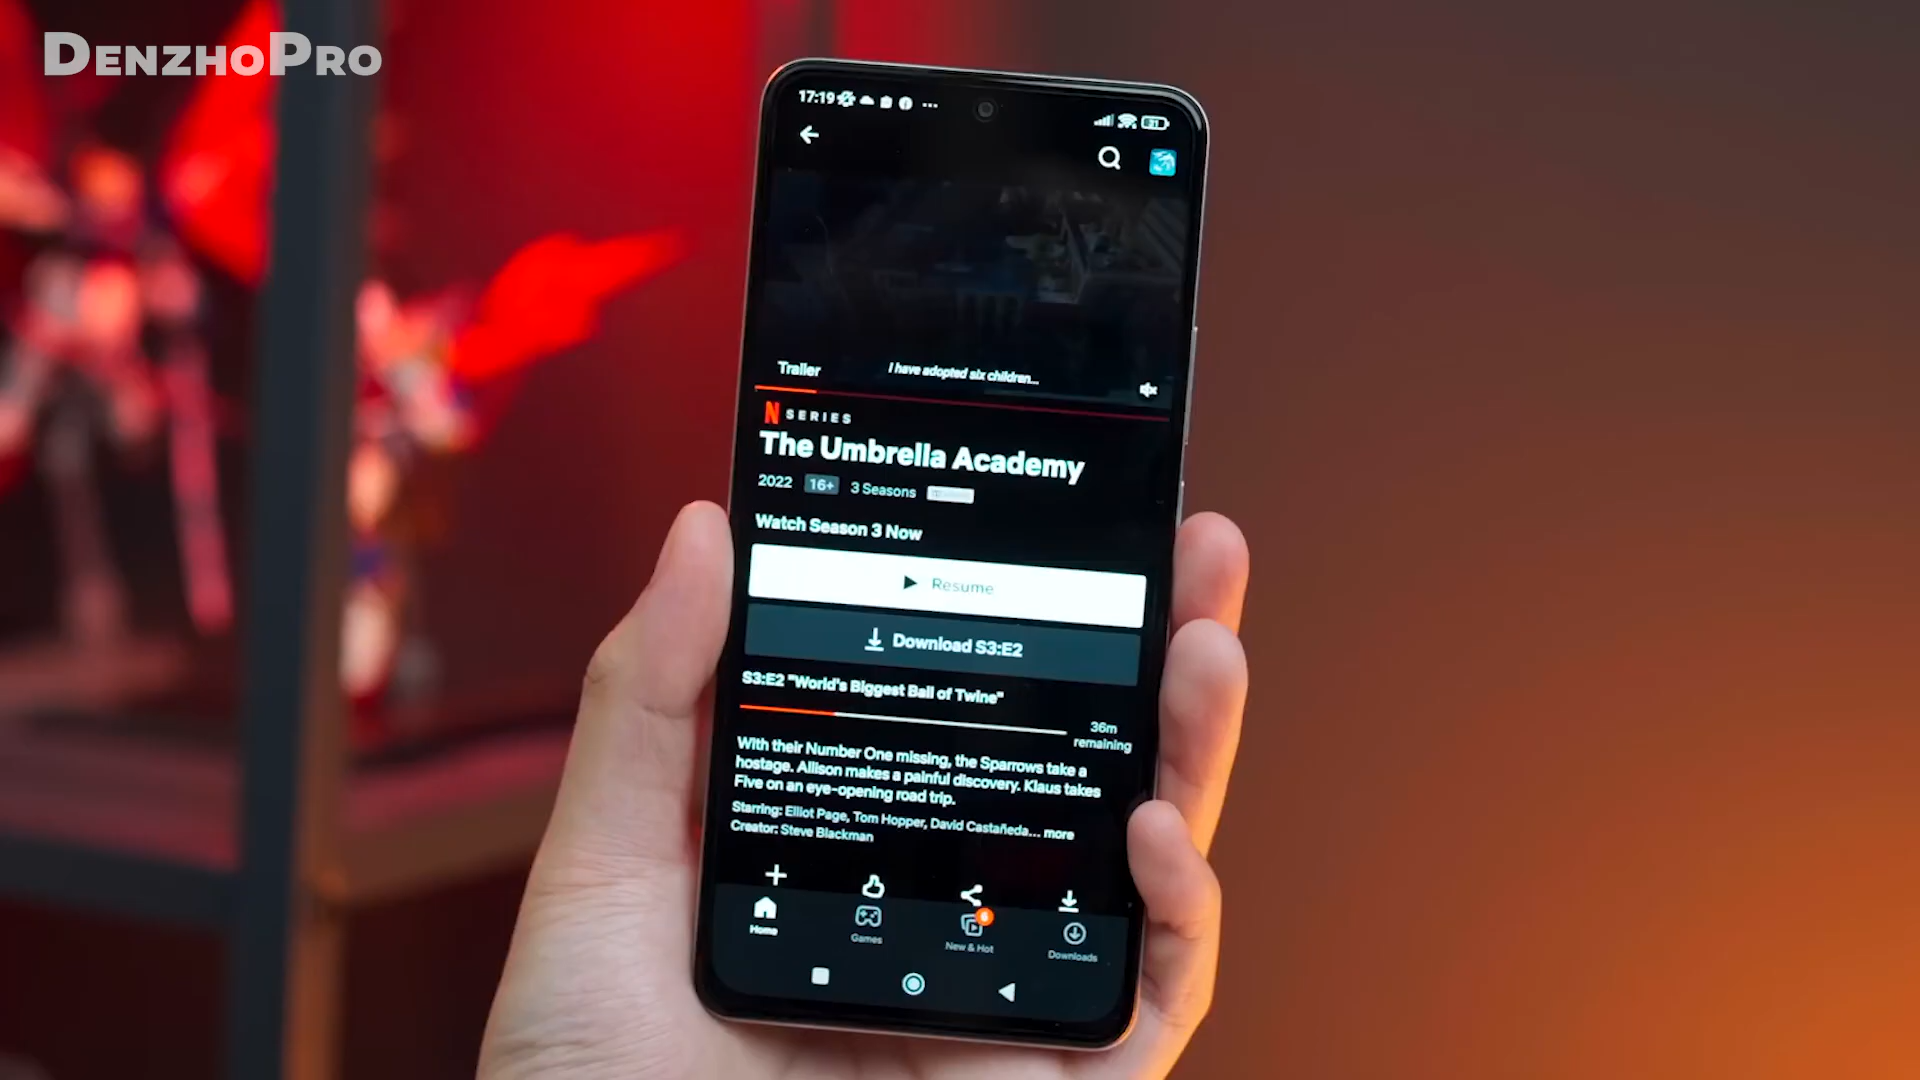 DENZHOPRO
17:19
31
Trailer
I have adopted six children...
N SERIES
The Umbrella Academy
2022 16+ 3 Seasons
Watch Season 3 Now
Resume
Download S3:E2
S3:E2 "World's Biggest Ball of Twine"
36m
remaining
With their Number One missing, the Sparrows take a
hostage. Allison makes a painful discovery. Klaus takes
Five on an eye-opening road trip.
Starring: Elliot Page, Tom Hopper, David Castañeda... more
Creator: Steve Blackman
6
Home
Games
New & Hot
Downloads